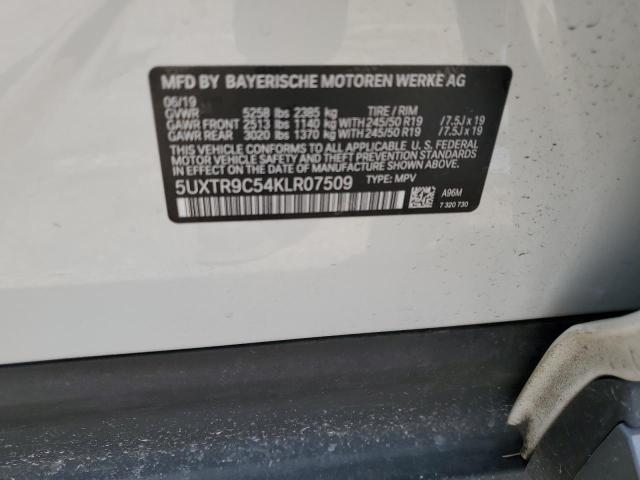 MFD BY BAYERISCHE MOTOREN WERKE AG
06/19
GVWR 5258 lbs 2385 kg TIRE / RIM
GAWR FRONT 2513 lbs 1140 kg WITH 245/50 R19 /7.5J x 19
GAWR REAR 3020 lbs 1370 kg WITH 245/50 R19 /7.5J x 19
THIS VEHICLE CONFORMS TO ALL APPLICABLE U. S. FEDERAL
MOTOR VEHICLE SAFETY, BUMPER, AND THEFT PREVENTION
STANDARDS IN EFFECT ON THE DATE OF MANUFACTURE SHOWN ABOVE.
5UXTR9C54KLR07509 TYPE: MPV
A96M
7 320 730